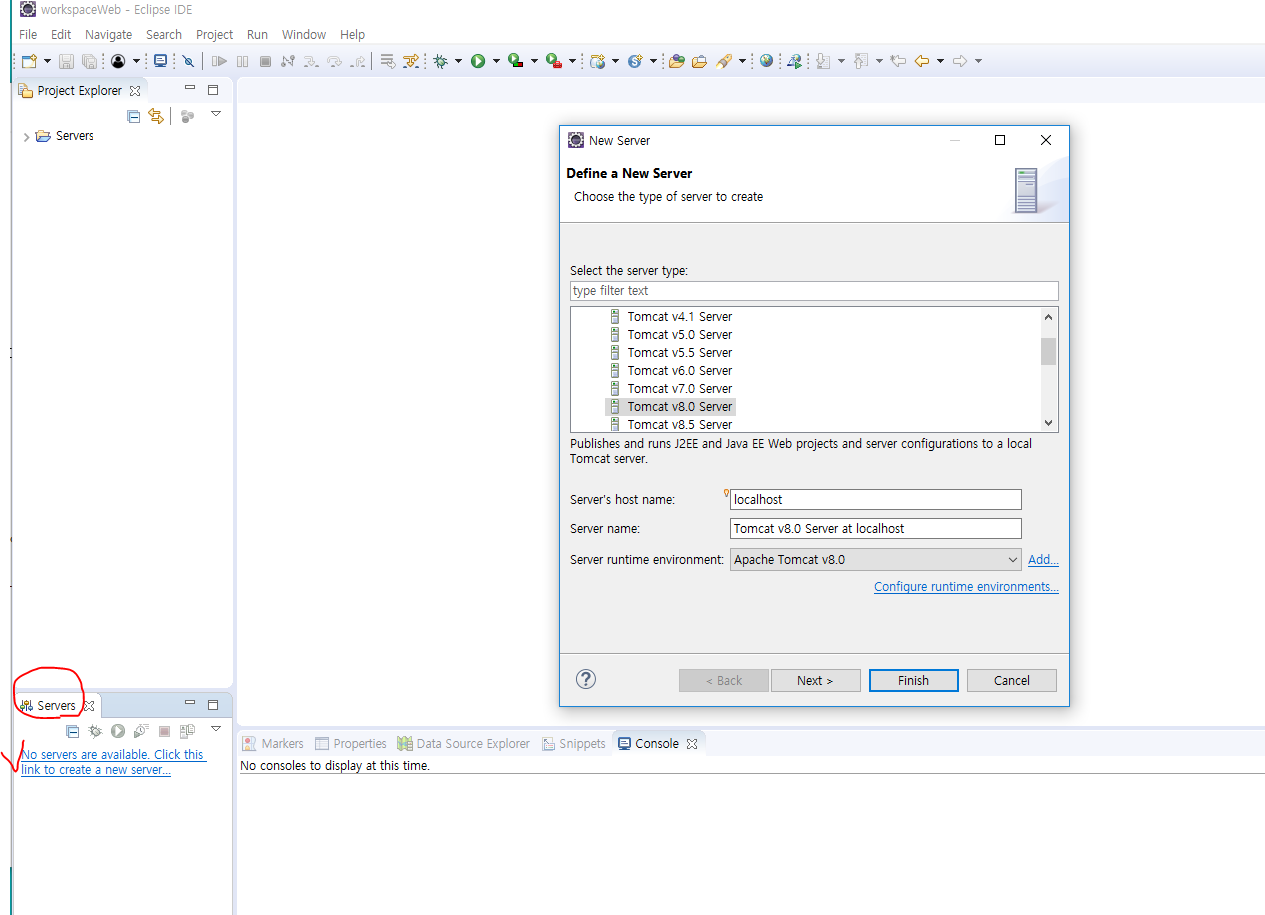 workspaceWeb - Eclipse IDE
File Edit Navigate Search Project Run Window Help
Project Explorer
Servers
New Server
Define a New Server
Choose the type of server to create
Select the server type:
type filter text
Tomcat v4.1 Server
Tomcat v5.0 Server
Tomcat v5.5 Server
Tomcat v6.0 Server
Tomcat v7.0 Server
Tomcat v8.0 Server
Tomcat v8.5 Server
Publishes and runs J2EE and Java EE Web projects and server configurations to a local
Tomcat server.
Server's host name: localhost
Server name: Tomcat v8.0 Server at localhost
Server runtime environment: Apache Tomcat v8.0 Add...
Configure runtime environments...
? < Back Next > Finish Cancel
Servers
No servers are available. Click this
link to create a new server...
Markers Properties Data Source Explorer Snippets Console
No consoles to display at this time.